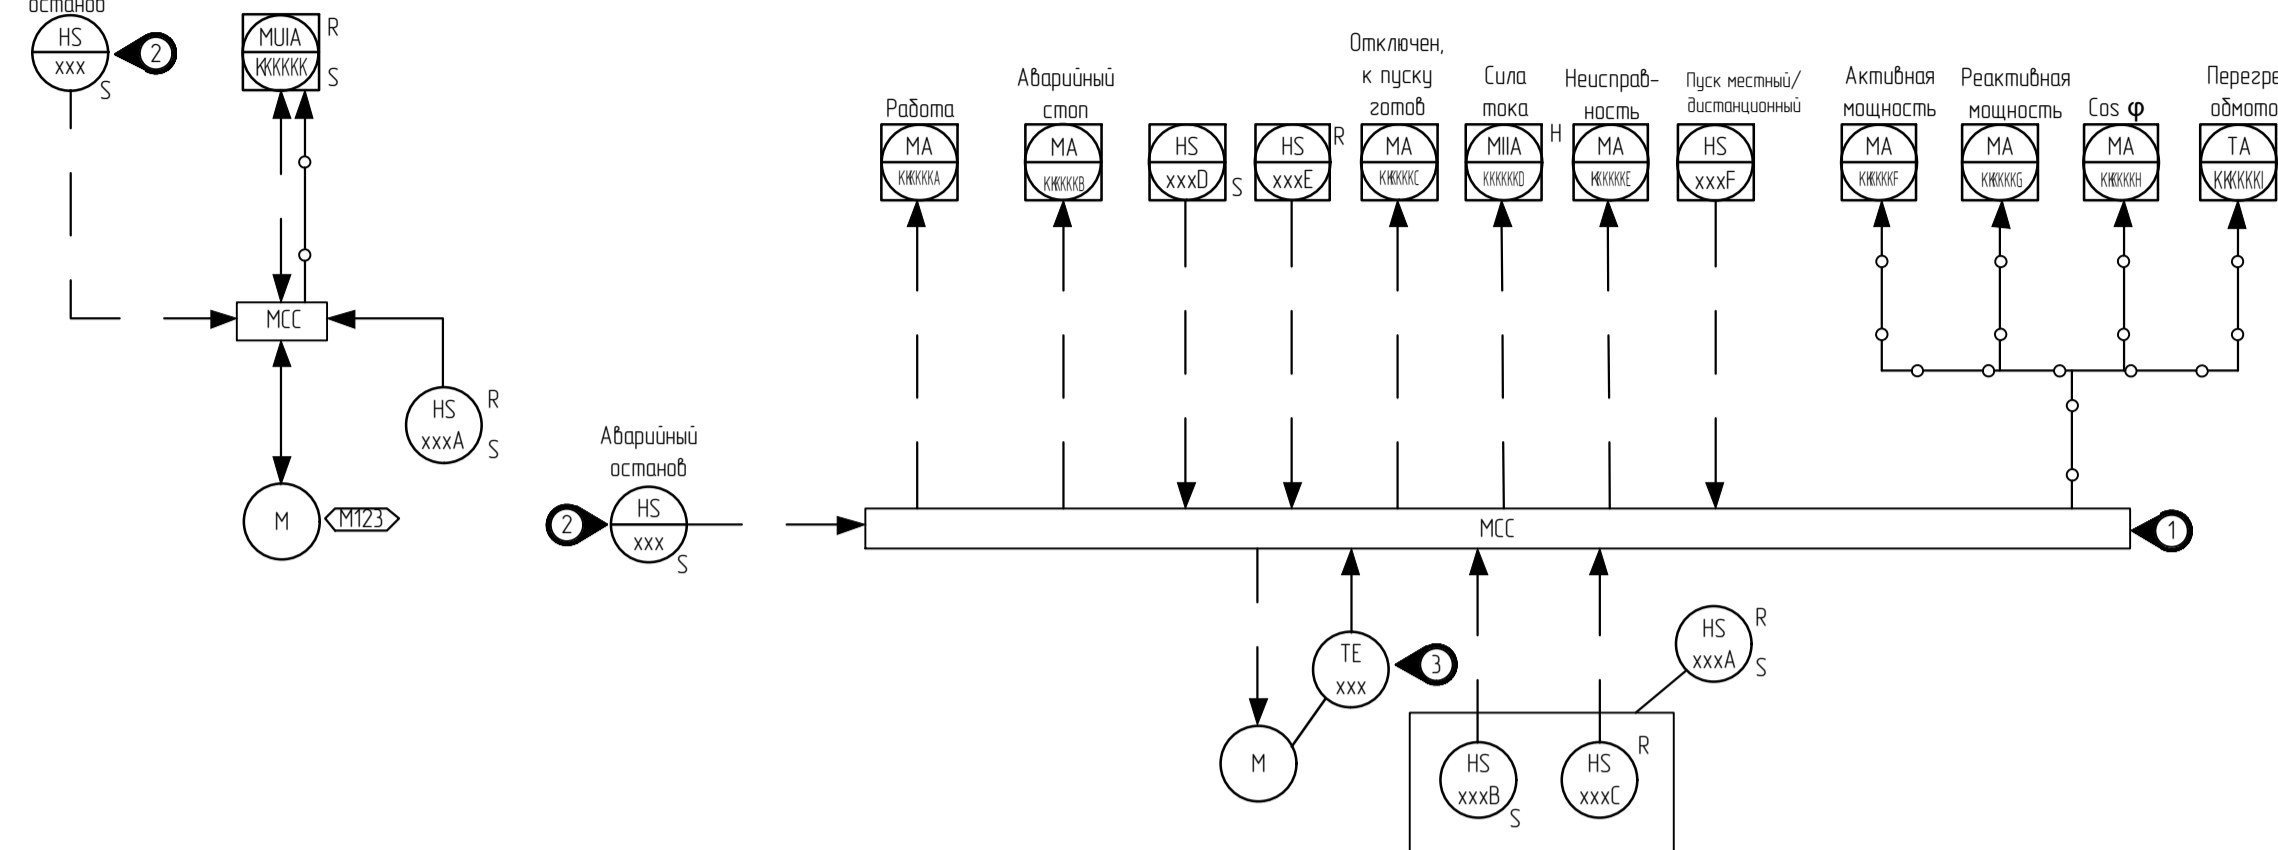 останов
HS
xxx
S
2
MUIA
KKKKKK
R
S
MCC
HS
xxxA
R
S
M
M123
Аварийный
останов
2
HS
xxx
S
Работа
MA
KKKKKKA
Аварийный
стоп
MA
KKKKKKB
HS
xxxD
S
HS
xxxE
R
Отключен,
к пуску
готов
MA
KKKKKKC
Сила
тока
MIIA
KKKKKKD
H
Неисправ-
ность
MA
KKKKKKE
Пуск местный/
дистанционный
HS
xxxF
Активная
мощность
MA
KKKKKKF
Реактивная
мощность
MA
KKKKKKG
Cos φ
MA
KKKKKKH
Перегре
обмото
TA
KKKKKKI
MCC
1
TE
xxx
3
M
HS
xxxA
R
S
HS
xxxB
S
HS
xxxC
R